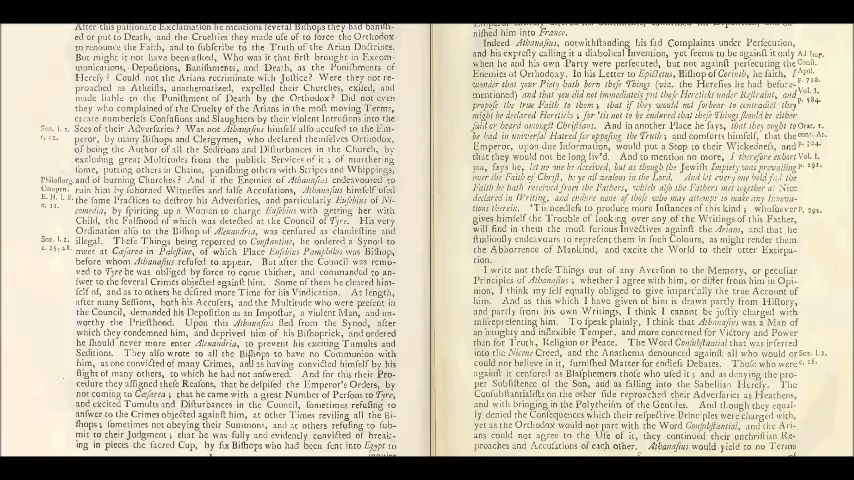 After this passionate Exclamation he mentions several Bishops they had banish-
ed or put to Death, and the Cruelties they made use of to force the Orthodox
to renounce the Faith, and to subscribe to the Truth of the Arian Doctrines.
But might it not have been asked, Who was it that first brought in Excom-
munications, Depositions, Banishments, and Death, as the Punishments of
Heresy? Could not the Arians recriminate with Justice? Were they not re-
proached as Atheists, anathematized, expelled their Churches, exiled, and
made liable to the Punishment of Death by the Orthodox? Did not even
they who complained of the Cruelty of the Arians in the most moving Terms,
create numberless Confusions and Slaughters by their violent Intrusions into the
Soz. l. 2. Sees of their Adversaries? Was not Athanasius himself also accused to the Em-
c. 22. peror, by many Bishops and Clergymen, who declared themselves Orthodox,
of being the Author of all the Seditions and Disturbances in the Church, by
excluding great Multitudes from the publick Services of it; of murthering
some, putting others in Chains, punishing others with Stripes and Whippings,
and of burning Churches? And if the Enemies of Athanasius endeavoured to
Philostorg. ruin him by suborned Witnesses and false Accusations, Athanasius himself used
Compen. the same Practices to destroy his Adversaries, and particularly Eusebius of Ni-
E. H. l. 2. comedia, by spiriting up a Woman to charge Eusebius with getting her with
c. 11. Child, the Falshood of which was detected at the Council of Tyre. His very
Ordination also to the Bishop of Alexandria, was censured as clandestine and
Soz. l. 2. illegal. These Things being reported to Constantine, he ordered a Synod to
c. 25, 28. meet at Cæsarea in Palestine, of which Place Eusebius Pamphilus was Bishop,
before whom Athanasius refused to appear. But after the Council was remov-
ed to Tyre he was obliged by force to come thither, and commanded to an-
swer to the several Crimes objected against him. Some of them he cleared him-
self of, and as to others he desired more Time for his Vindication. At length,
after many Sessions, both his Accusers, and the Multitude who were present in
the Council, demanded his Deposition as an Impostor, a violent Man, and un-
worthy the Priesthood. Upon this Athanasius fled from the Synod, after
which they condemned him, and deprived him of his Bishoprick, and ordered
he should never more enter Alexandria, to prevent his exciting Tumults and
Seditions. They also wrote to all the Bishops to have no Communion with
him, as one convicted of many Crimes, and as having convicted himself by his
flight of many others, to which he had not answered. And for this their Pro-
cedure they assigned these Reasons, that he despised the Emperor's Orders, by
not coming to Cæsarea; that he came with a great Number of Persons to Tyre,
and excited Tumults and Disturbances in the Council, sometimes refusing to
answer to the Crimes objected against him, at other Times reviling all the Bi-
shops; sometimes not obeying their Summons, and at others refusing to sub-
mit to their Judgment; that he was fully and evidently convicted of break-
ing in pieces the sacred Cup, by six Bishops who had been sent into Egypt to
nished him into France.
Indeed Athanasius, notwithstanding his sad Complaints under Persecution,
and his expresly calling it a diabolical Invention, yet seems to be against it only Ad Imp.
when he and his own Party were persecuted, but not against persecuting the Const.
Enemies of Orthodoxy. In his Letter to Epictetus, Bishop of Corinth, he saith, I Apol.
wonder that your Piety hath born these Things (viz. the Heresies he had before p. 716.
mentioned) and that you did not immediately put those Hereticks under Restraint, and Vol. 1.
propose the true Faith to them; that if they would not forbear to contradict they p. 584.
might be declared Hereticks; for 'tis not to be endured that these Things should be either
said or heard amongst Christians. And in another Place he says, that they ought to Orat. 1.
be had in universal Hatred for opposing the Truth; and comforts himself, that the cont. Ar.
Emperor, upon due Information, would put a Stop to their Wickedness, and p. 304.
that they would not be long liv'd. And to mention no more, I therefore exhort Vol. 1.
you, says he, let no one be deceived, but as though the Jewish Impiety was prevailing p. 291.
over the Faith of Christ, be ye all zealous in the Lord. And let every one hold fast the
Faith he hath received from the Fathers, which also the Fathers met together at Nice
declared in Writing, and endure none of those who may attempt to make any Innova-
tions therein. 'Tis needless to produce more Instances of this kind; whosoever P. 292.
gives himself the Trouble of looking over any of the Writings of this Father,
will find in them the most furious Invectives against the Arians, and that he
studiously endeavours to represent them in such Colours, as might render them
the Abhorrence of Mankind, and excite the World to their utter Extirpa-
tion.
I write not these Things out of any Aversion to the Memory, or peculiar
Principles of Athanasius; whether I agree with him, or differ from him in Opi-
nion, I think my self equally obliged to give impartially the true Account of
him. And as this which I have given of him is drawn partly from History,
and partly from his own Writings, I think I cannot be justly charged with
misrepresenting him. To speak plainly, I think that Athanasius was a Man of
an haughty and inflexible Temper, and more concerned for Victory and Power
than for Truth, Religion or Peace. The Word Consubstantial that was inserted
into the Nicene Creed, and the Anathema denounced against all who would or Soz. l. 2.
could not believe in it, furnished Matter for endless Debates. Those who were c. 18.
against it censured as Blasphemers those who used it; and as denying the pro-
per Subsistence of the Son, and as falling into the Sabellian Heresy. The
Consubstantialists on the other side reproached their Adversaries as Heathens,
and with bringing in the Polytheism of the Gentiles. And though they equal-
ly denied the Consequences which their respective Principles were charged with,
yet as the Orthodox would not part with the Word Consubstantial, and the Ari-
ans could not agree to the Use of it, they continued their unchristian Re-
proaches and Accusations of each other. Athanasius would yield to no Terms